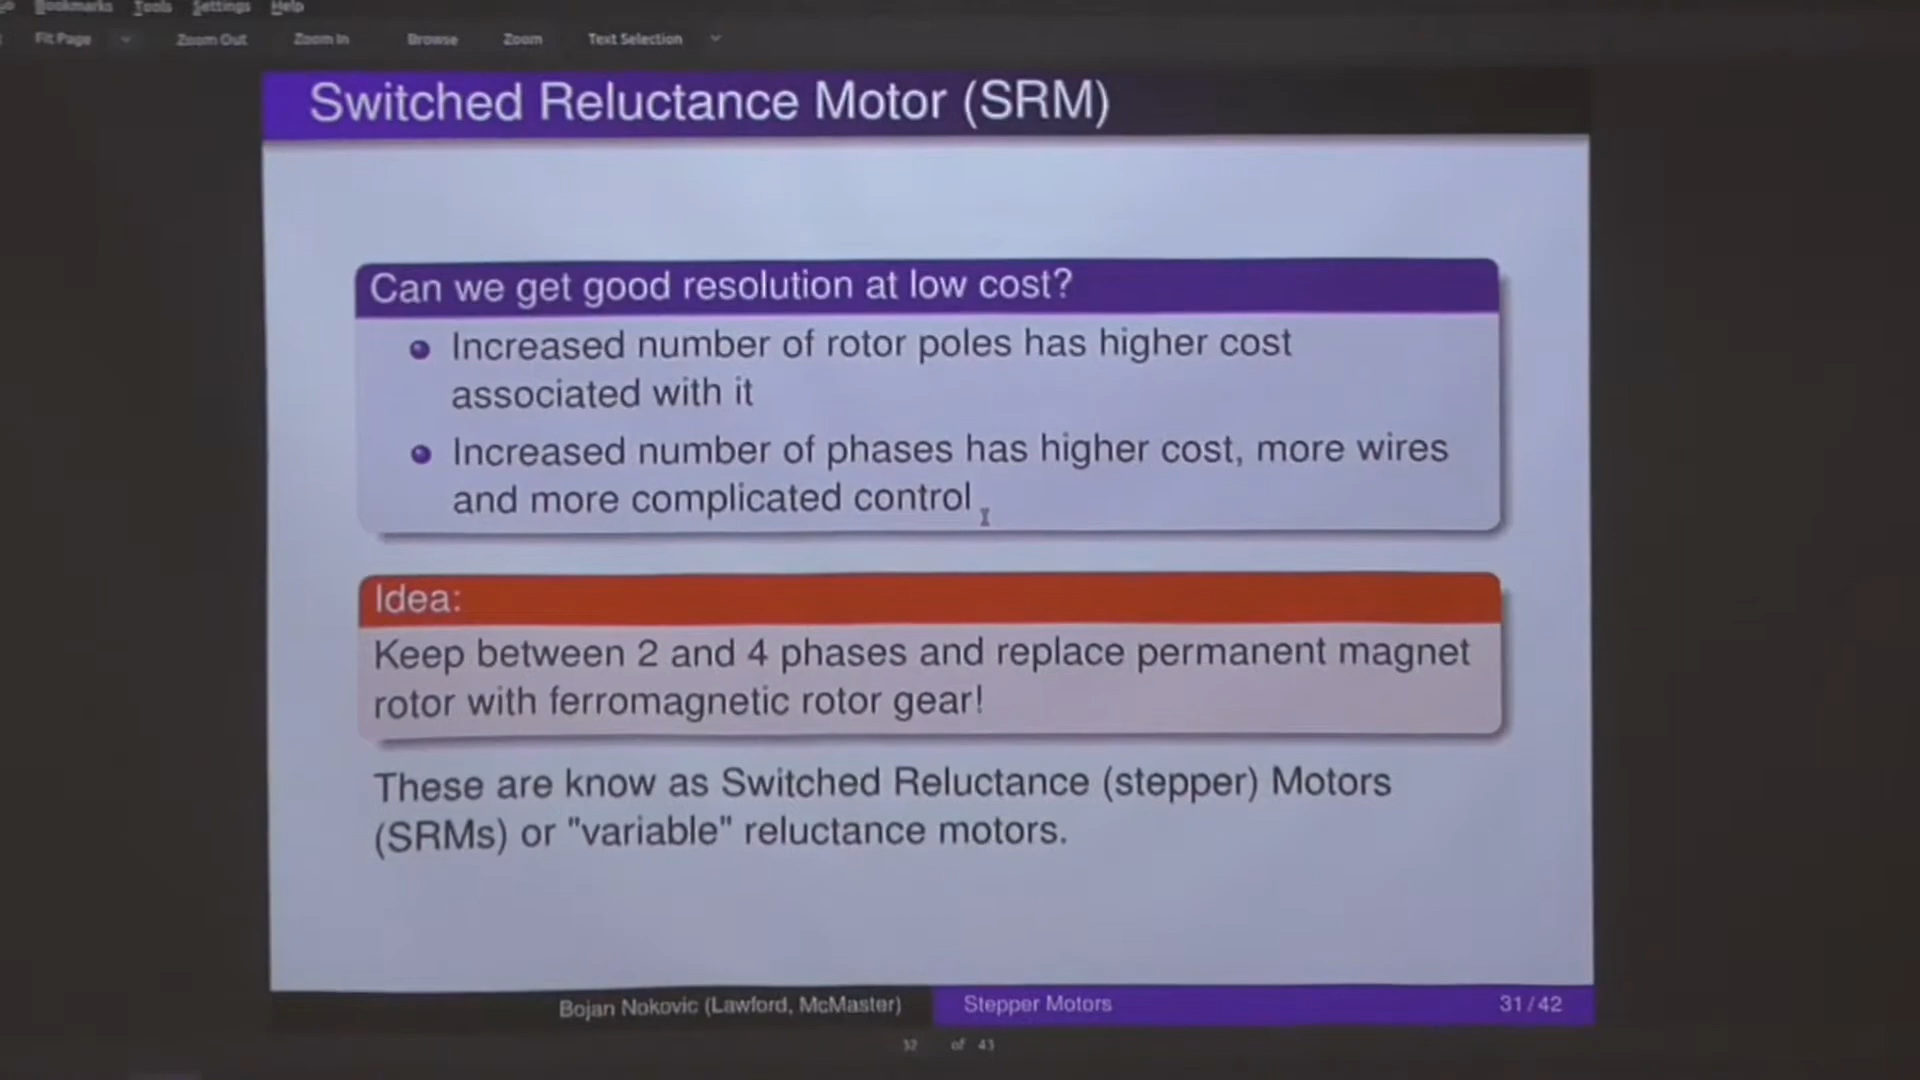 Bookmarks Tools Settings Help
Fit Page Zoom Out Zoom In Browse Zoom Text Selection
Switched Reluctance Motor (SRM)
Can we get good resolution at low cost?
Increased number of rotor poles has higher cost
associated with it
Increased number of phases has higher cost, more wires
and more complicated control
Idea:
Keep between 2 and 4 phases and replace permanent magnet
rotor with ferromagnetic rotor gear!
These are know as Switched Reluctance (stepper) Motors
(SRMs) or "variable" reluctance motors.
Bojan Nokovic (Lawford, McMaster) Stepper Motors 31/42
32 of 43